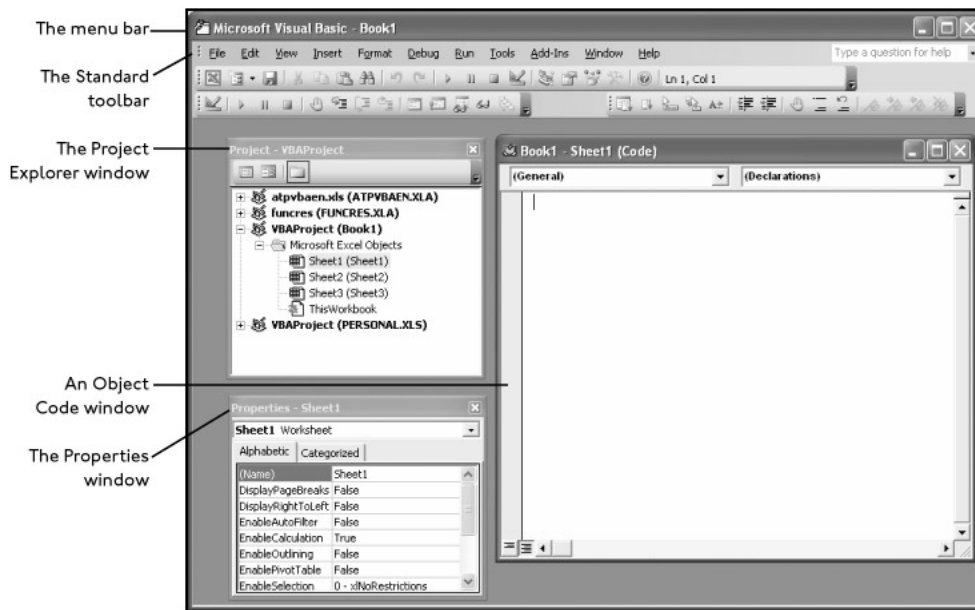 The menu bar
The Standard
toolbar
The Project
Explorer window
An Object
Code window
The Properties
window
Microsoft Visual Basic - Book1
File Edit View Insert Format Debug Run Tools Add-Ins Window Help
Type a question for help
Ln 1, Col 1
Project - VBAProject
atpvbaen.xls (ATPVBAEN.XLA)
funcres (FUNCRES.XLA)
VBAProject (Book1)
Microsoft Excel Objects
Sheet1 (Sheet1)
Sheet2 (Sheet2)
Sheet3 (Sheet3)
ThisWorkbook
VBAProject (PERSONAL.XLS)
Properties - Sheet1
Sheet1 Worksheet
Alphabetic Categorized
(Name) Sheet1
DisplayPageBreaks False
DisplayRightToLeft False
EnableAutoFilter False
EnableCalculation True
EnableOutlining False
EnablePivotTable False
EnableSelection 0 - xlNoRestrictions
Book1 - Sheet1 (Code)
(General) (Declarations)